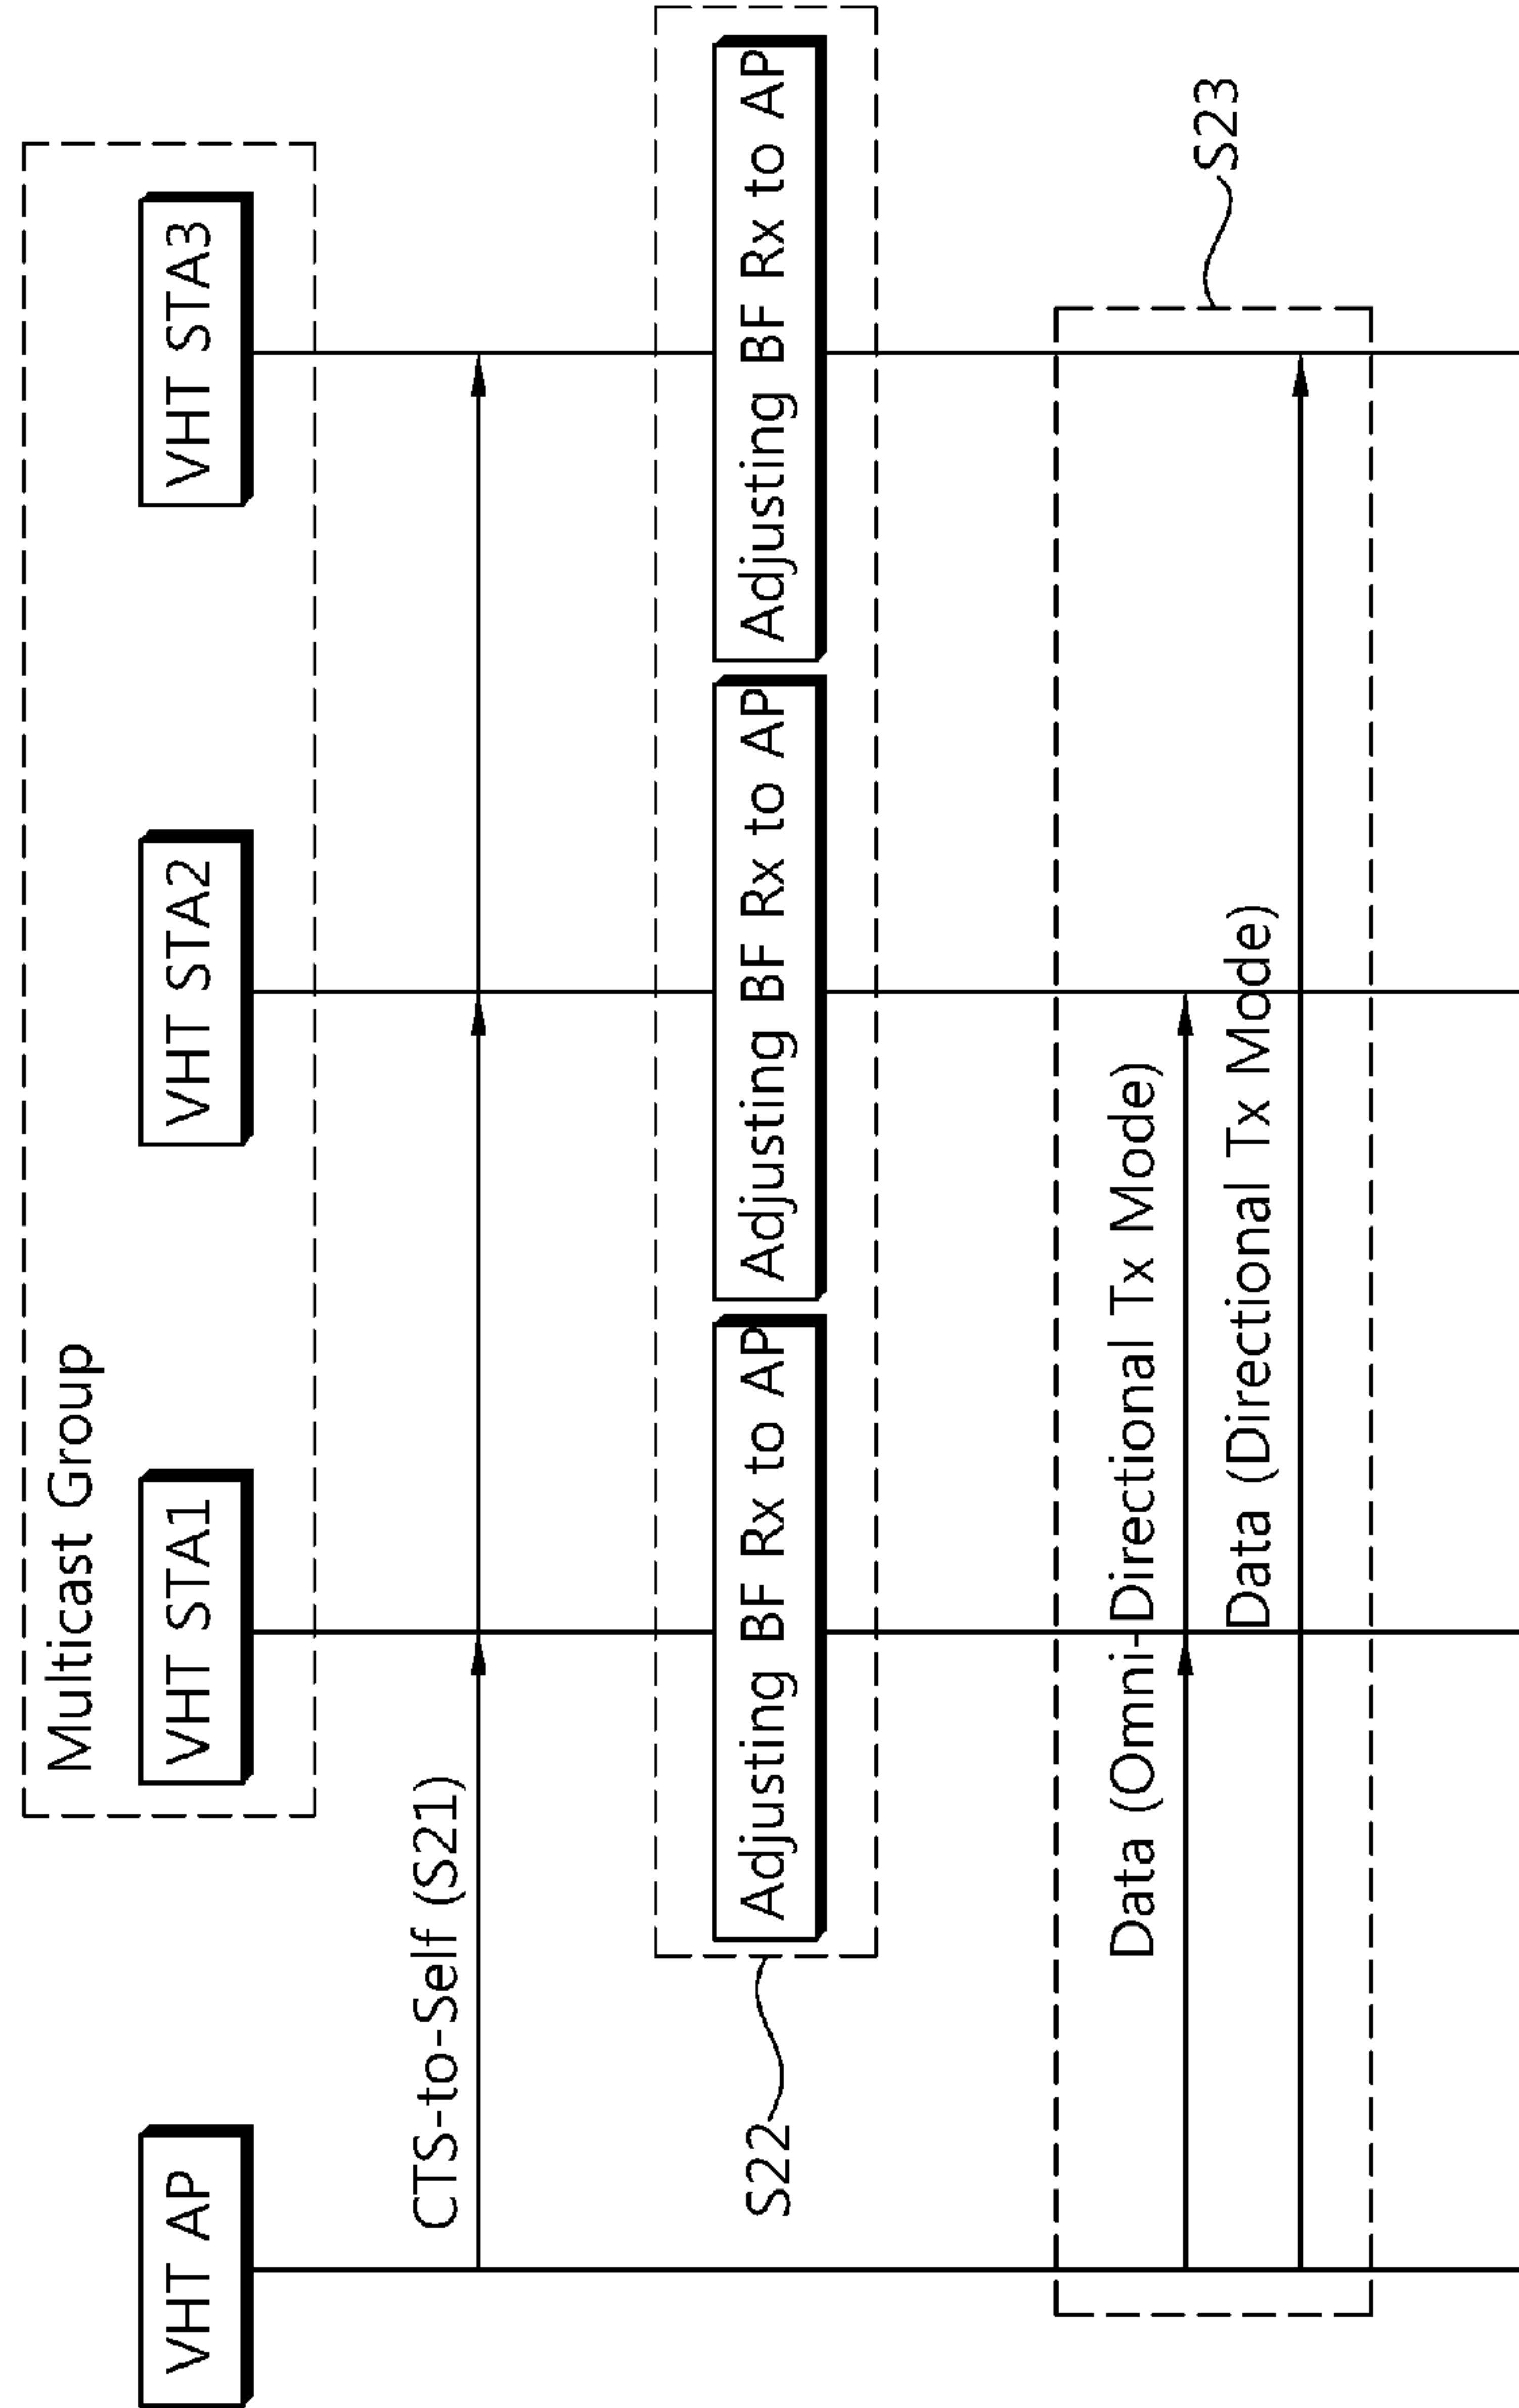 Multicast Group
VHT AP
VHT STA1
VHT STA2
VHT STA3
CTS-to-Self (S21)
S22
Adjusting BF Rx to AP
Adjusting BF Rx to AP
Adjusting BF Rx to AP
Data (Omni-Directional Tx Mode)
Data (Directional Tx Mode)
S23